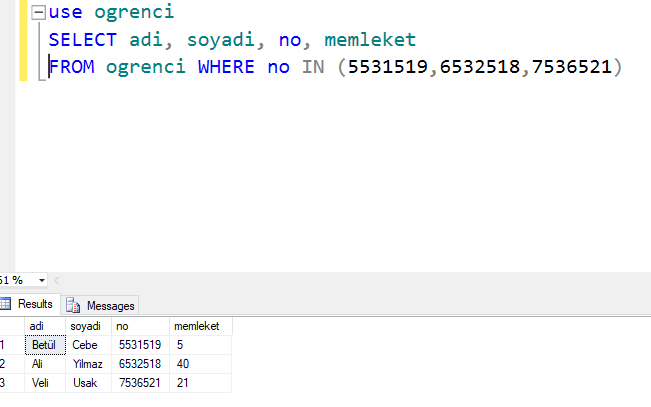 use ogrenci
SELECT adi, soyadi, no, memleket
FROM ogrenci WHERE no IN (5531519,6532518,7536521)
51 %
Results Messages
adi soyadi no memleket
1 Betül Cebe 5531519 5
2 Ali Yilmaz 6532518 40
3 Veli Usak 7536521 21